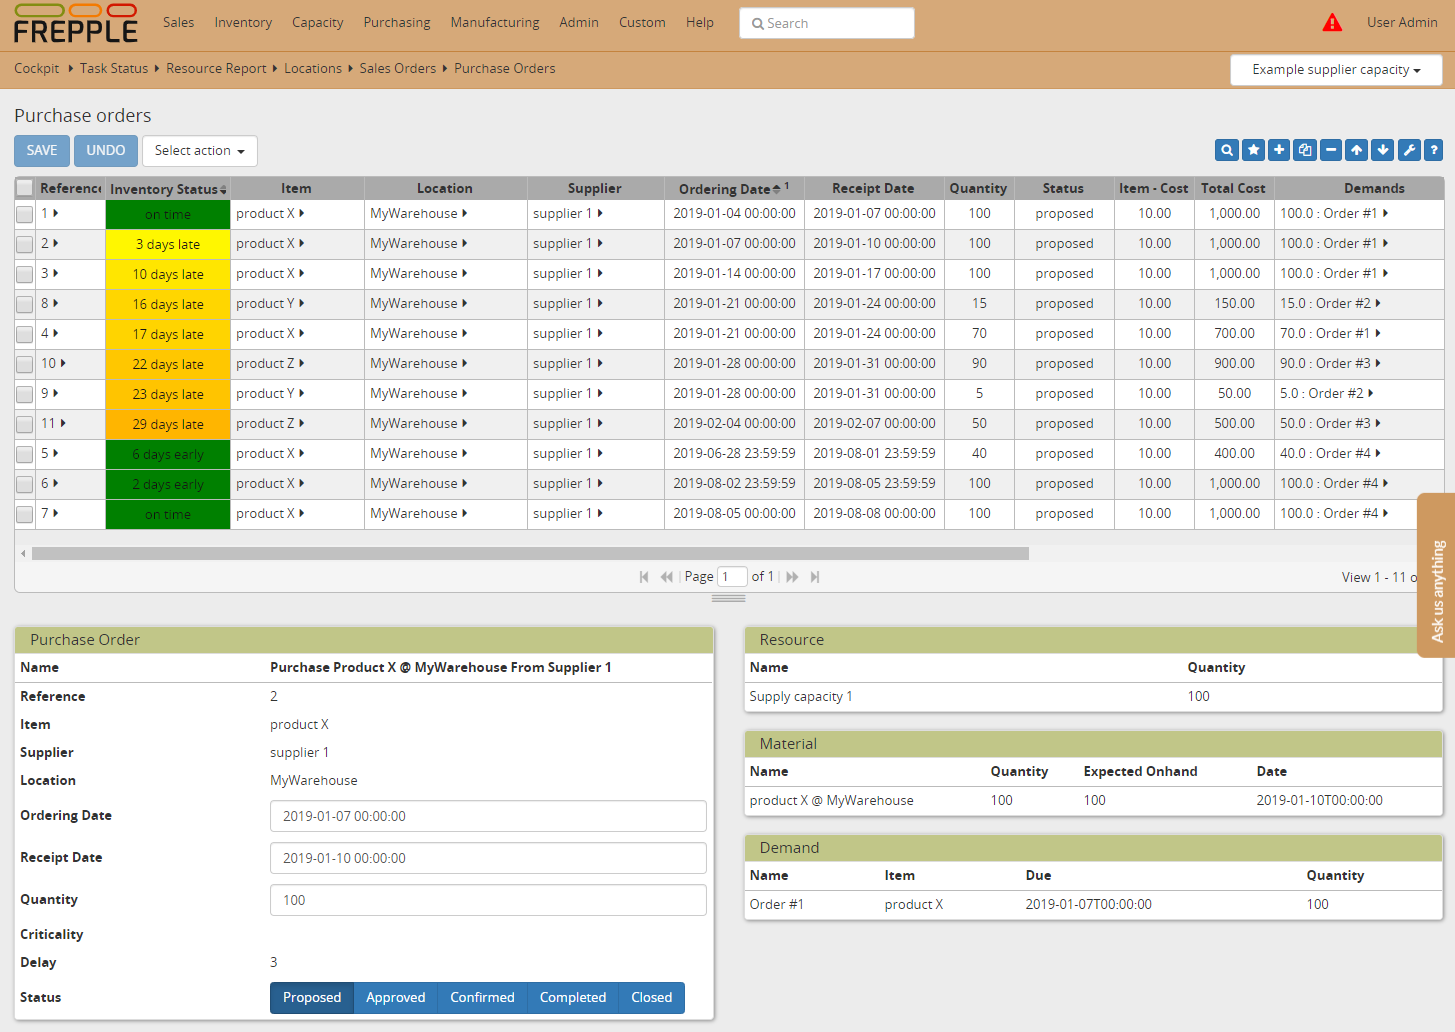 FREPPLE Sales Inventory Capacity Purchasing Manufacturing Admin Custom Help Search User Admin
Cockpit Task Status Resource Report Locations Sales Orders Purchase Orders Example supplier capacity
Purchase orders
SAVE UNDO Select action
Reference Inventory Status Item Location Supplier Ordering Date 1 Receipt Date Quantity Status Item - Cost Total Cost Demands
1 on time product X MyWarehouse supplier 1 2019-01-04 00:00:00 2019-01-07 00:00:00 100 proposed 10.00 1,000.00 100.0 : Order #1
2 3 days late product X MyWarehouse supplier 1 2019-01-07 00:00:00 2019-01-10 00:00:00 100 proposed 10.00 1,000.00 100.0 : Order #1
3 10 days late product X MyWarehouse supplier 1 2019-01-14 00:00:00 2019-01-17 00:00:00 100 proposed 10.00 1,000.00 100.0 : Order #1
8 16 days late product Y MyWarehouse supplier 1 2019-01-21 00:00:00 2019-01-24 00:00:00 15 proposed 10.00 150.00 15.0 : Order #2
4 17 days late product X MyWarehouse supplier 1 2019-01-21 00:00:00 2019-01-24 00:00:00 70 proposed 10.00 700.00 70.0 : Order #1
10 22 days late product Z MyWarehouse supplier 1 2019-01-28 00:00:00 2019-01-31 00:00:00 90 proposed 10.00 900.00 90.0 : Order #3
9 23 days late product Y MyWarehouse supplier 1 2019-01-28 00:00:00 2019-01-31 00:00:00 5 proposed 10.00 50.00 5.0 : Order #2
11 29 days late product Z MyWarehouse supplier 1 2019-02-04 00:00:00 2019-02-07 00:00:00 50 proposed 10.00 500.00 50.0 : Order #3
5 6 days early product X MyWarehouse supplier 1 2019-06-28 23:59:59 2019-08-01 23:59:59 40 proposed 10.00 400.00 40.0 : Order #4
6 2 days early product X MyWarehouse supplier 1 2019-08-02 23:59:59 2019-08-05 23:59:59 100 proposed 10.00 1,000.00 100.0 : Order #4
7 on time product X MyWarehouse supplier 1 2019-08-05 00:00:00 2019-08-08 00:00:00 100 proposed 10.00 1,000.00 100.0 : Order #4
Page 1 of 1 View 1 - 11
Ask us anything
Purchase Order
Name Purchase Product X @ MyWarehouse From Supplier 1
Reference 2
Item product X
Supplier supplier 1
Location MyWarehouse
Ordering Date 2019-01-07 00:00:00
Receipt Date 2019-01-10 00:00:00
Quantity 100
Criticality
Delay 3
Status Proposed Approved Confirmed Completed Closed
Resource
Name Quantity
Supply capacity 1 100
Material
Name Quantity Expected Onhand Date
product X @ MyWarehouse 100 100 2019-01-10T00:00:00
Demand
Name Item Due Quantity
Order #1 product X 2019-01-07T00:00:00 100